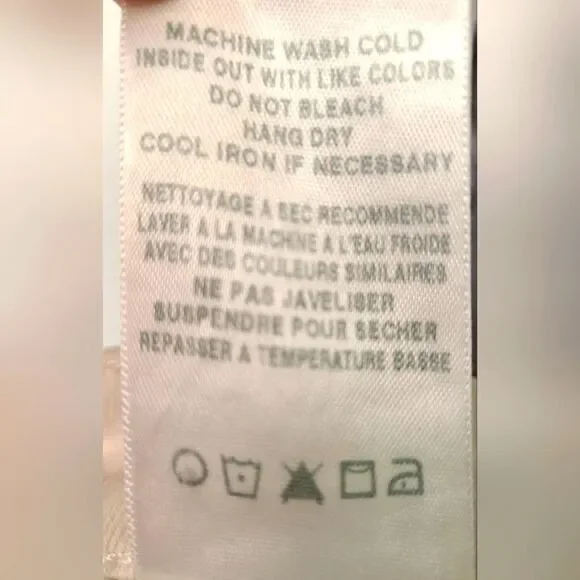 MACHINE WASH COLD
INSIDE OUT WITH LIKE COLORS
DO NOT BLEACH
HANG DRY
COOL IRON IF NECESSARY
NETTOYAGE A SEC RECOMMENDE
LAVER A LA MACHINE A L'EAU FROIDE
AVEC DES COULEURS SIMILAIRES
NE PAS JAVELISER
SUSPENDRE POUR SECHER
REPASSER A TEMPERATURE BASSE